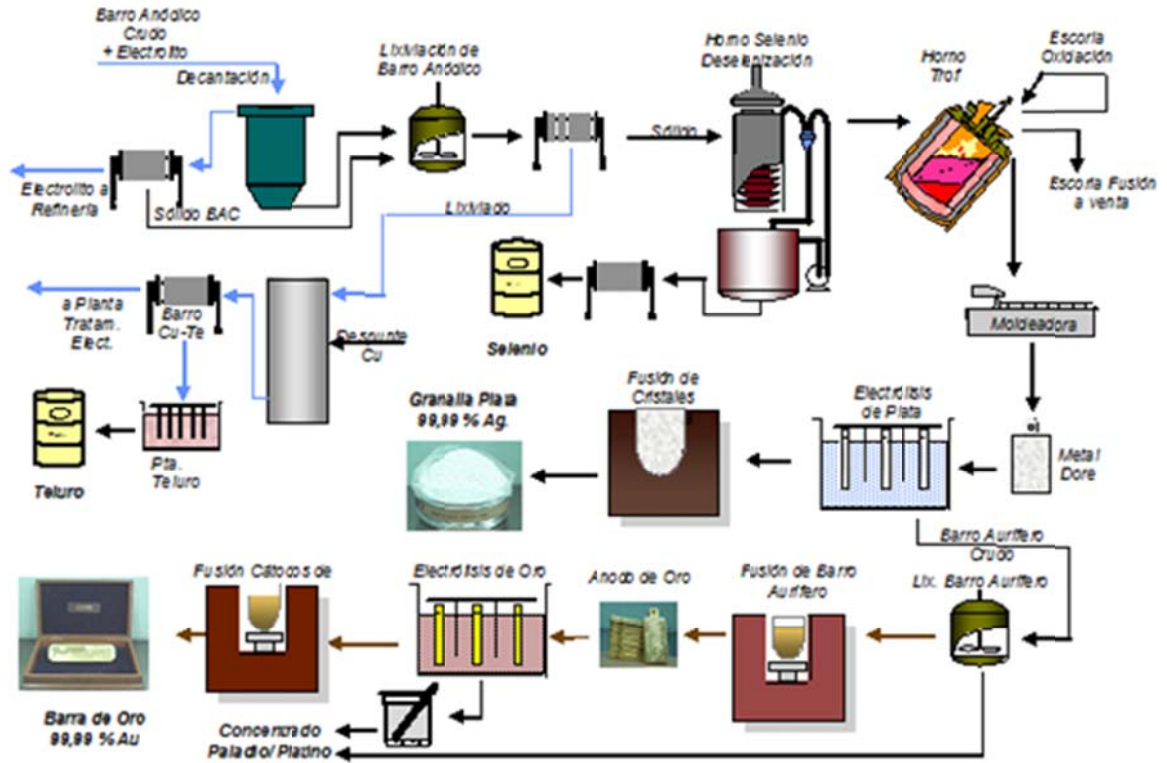 Barro Anódico
Crudo
+ Electrolito
Decantación
Lixiviación de
Barro Anódico
Horno Selenio
Deselenización
Horno
Trof
Escoria
Oxidación
Sólido
Electrolito a
Refinería
Sólido BAC
Lixiviado
Escoria Fusión
a venta
a Planta
Tratam.
Elect.
Barro
Cu-Te
Despunte
Cu
Selenio
Moldeadora
Teluro
Pta.
Teluro
Granalla Plata
99,99 % Ag.
Fusión de
Cristales
Electrólisis
de Plata
Metal
Dore
Barro Aurífero
Crudo
Lix. Barro Aurífero
Fusión Cátocos de
Electrólisis de Oro
Anodo de Oro
Fusión de Barro
Aurífero
Barra de Oro
99,99 % Au
Concentrado
Paladio/Platino